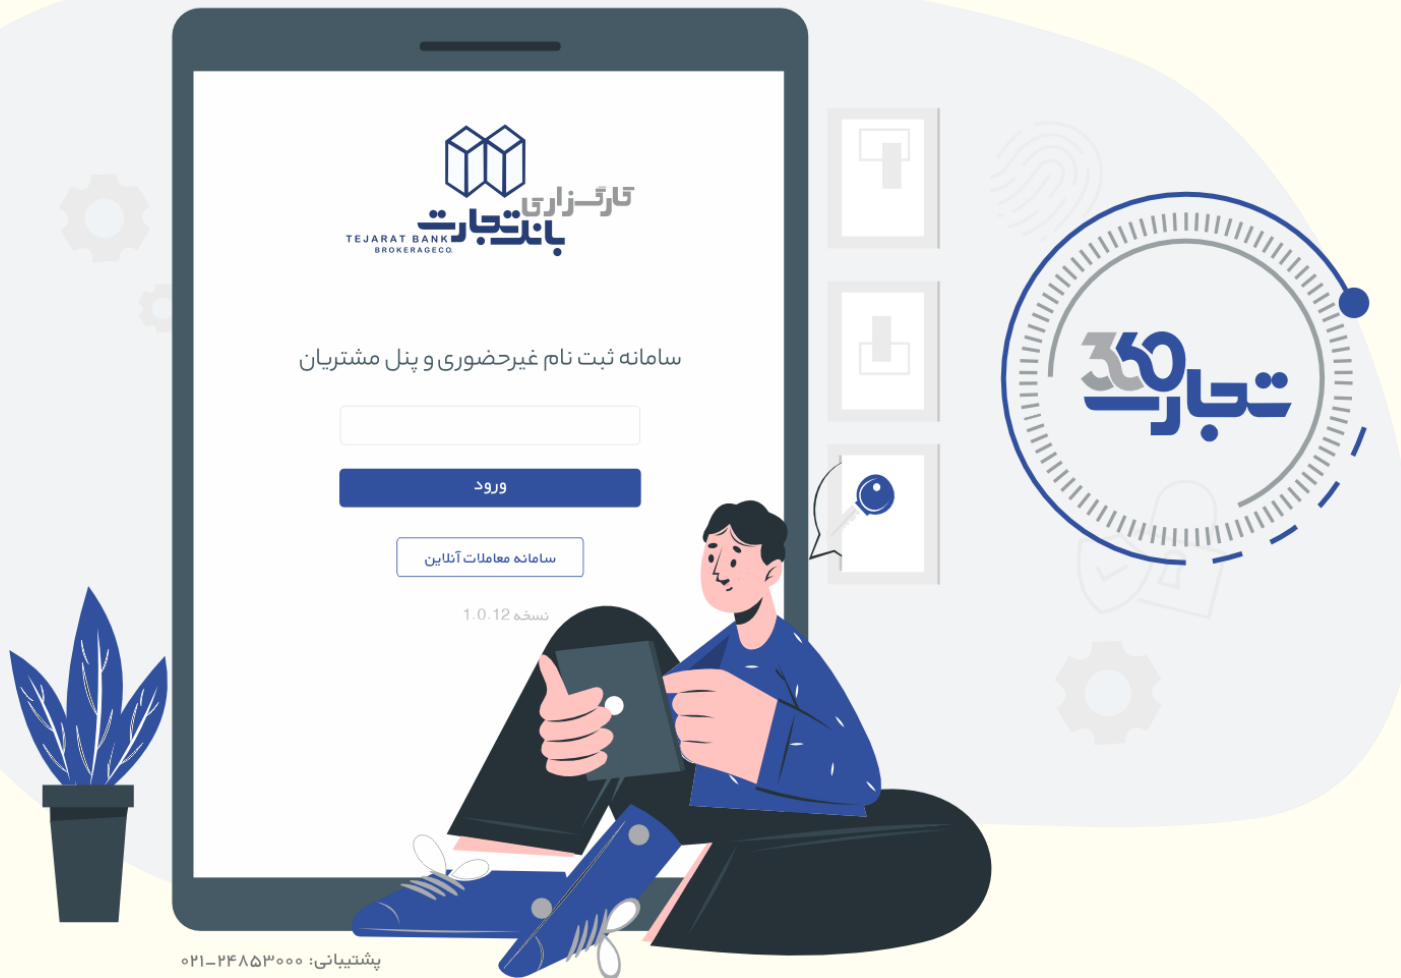 کارگزاری
بانک تجارت
TEJARAT BANK
BROKERAGECO.
سامانه ثبت نام غیرحضوری و پنل مشتریان
ورود
سامانه معاملات آنلاین
نسخه 1.0.12
360
تجارت
پشتیبانی: ۰۲۱-۲۴۸۵۳۰۰۰